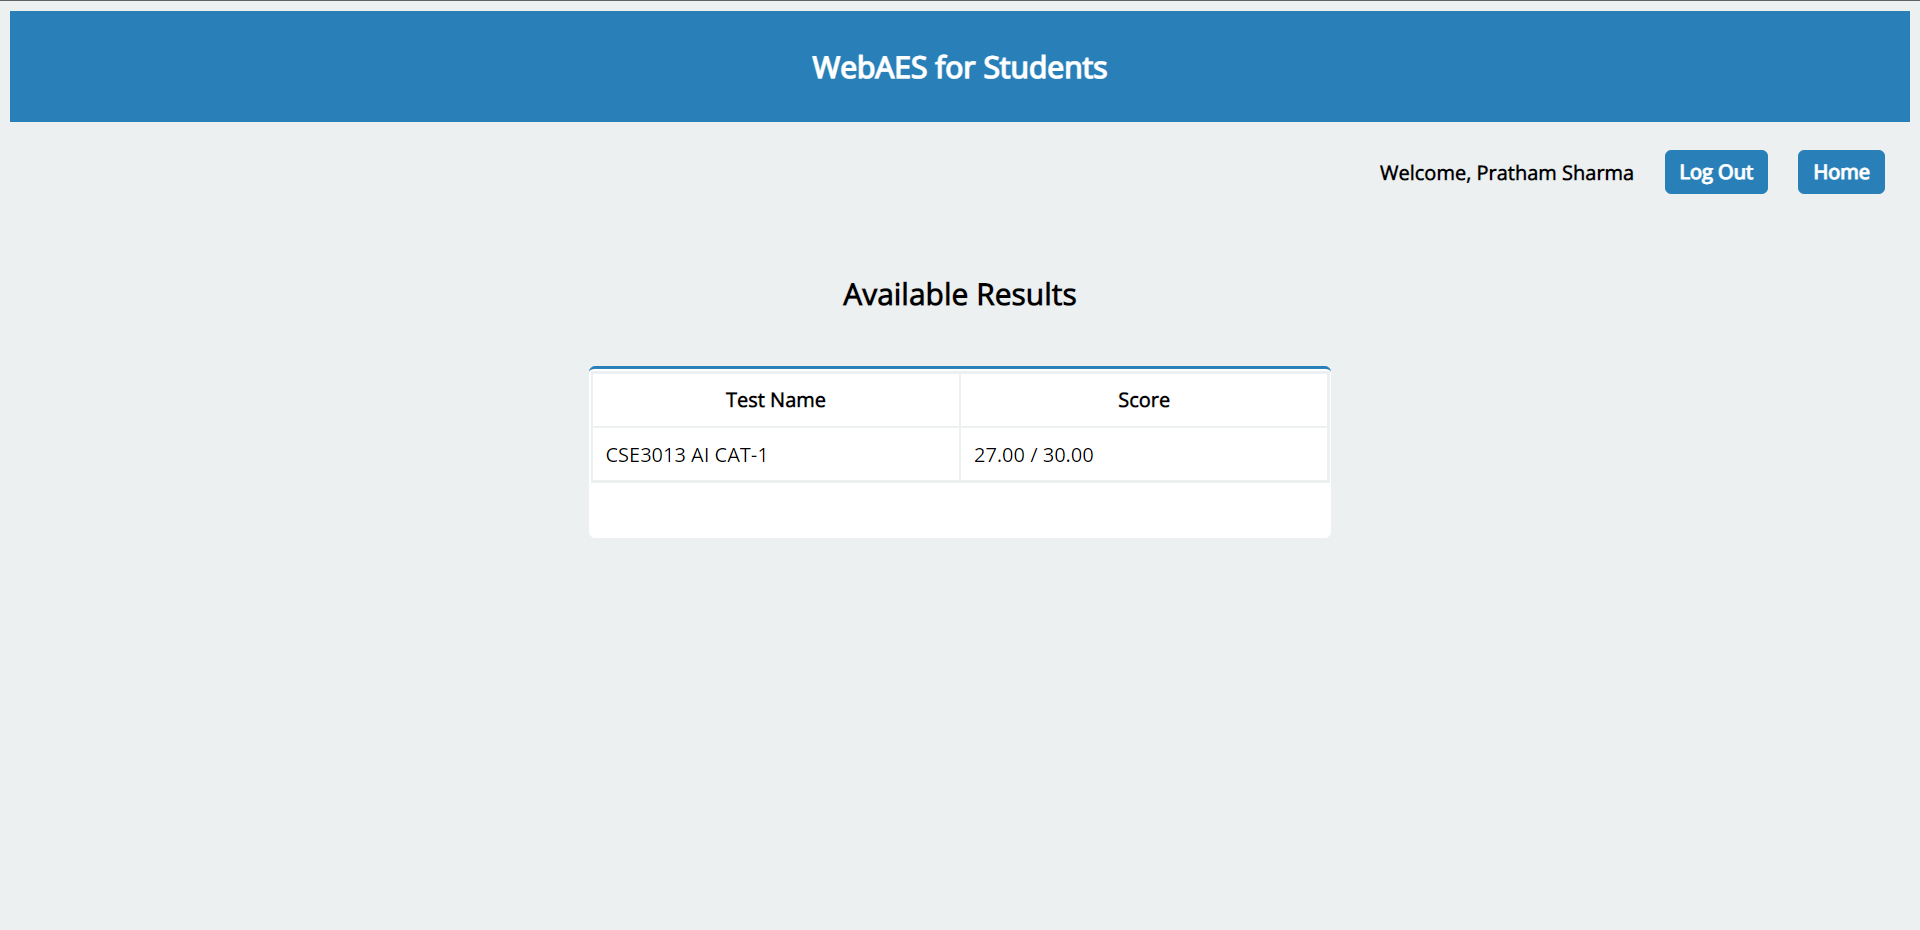 WebAES for Students
Welcome, Pratham Sharma Log Out Home
Available Results
Test Name Score
CSE3013 AI CAT-1 27.00 / 30.00